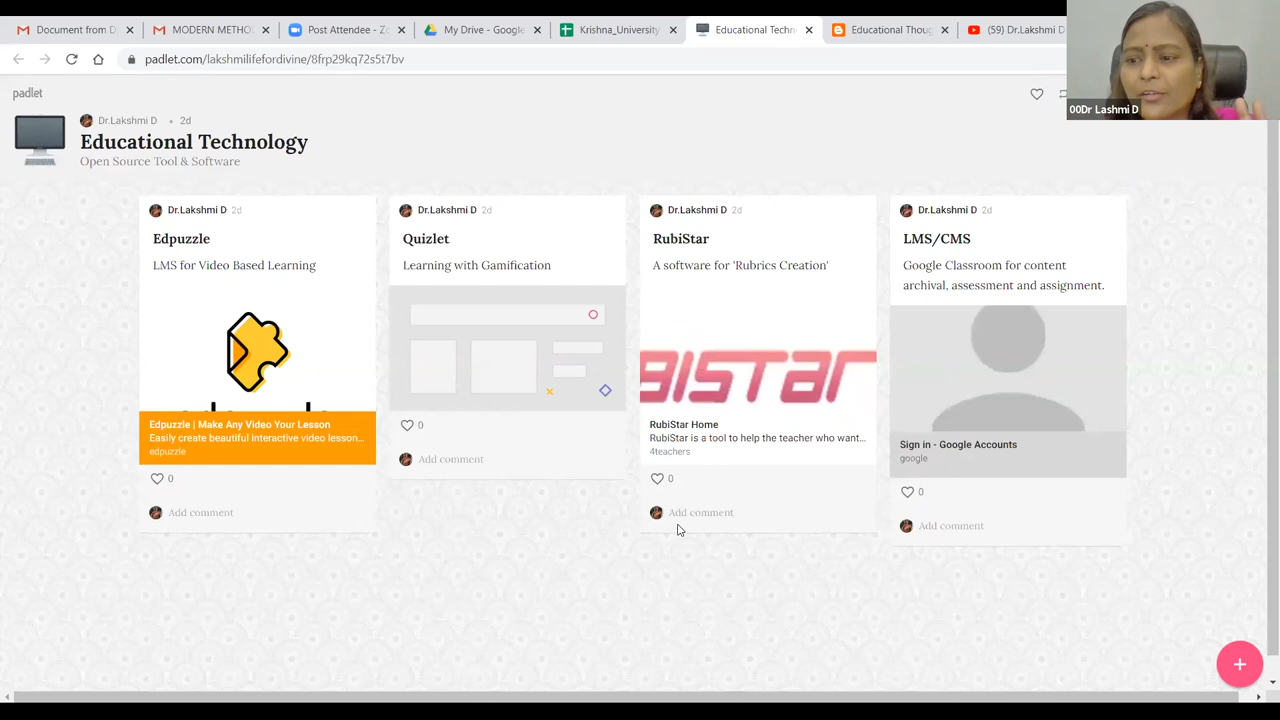 Document from D
MODERN METHO
Post Attendee - Zo
My Drive - Google
Krishna_University
Educational Techn
Educational Thou
(59) Dr.Lakshmi D
padlet.com/lakshmilifefordivine/8frp29kq72s5t7bv
00Dr Lashmi D
padlet
Dr.Lakshmi D • 2d
Educational Technology
Open Source Tool & Software
Dr.Lakshmi D 2d
Edpuzzle
LMS for Video Based Learning
Edpuzzle | Make Any Video Your Lesson
Easily create beautiful interactive video lesson...
edpuzzle
0
Add comment
Dr.Lakshmi D 2d
Quizlet
Learning with Gamification
0
Add comment
Dr.Lakshmi D 2d
RubiStar
A software for 'Rubrics Creation'
BISTAR
RubiStar Home
RubiStar is a tool to help the teacher who want...
4teachers
0
Add comment
Dr.Lakshmi D 2d
LMS/CMS
Google Classroom for content
archival, assessment and assignment.
Sign in - Google Accounts
google
0
Add comment